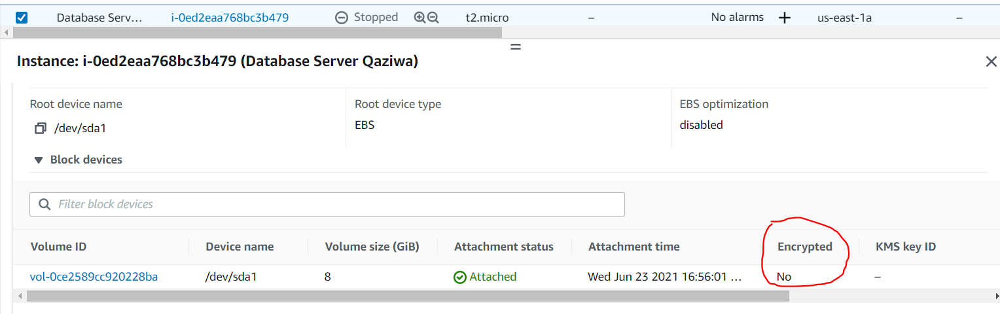 Database Serv... i-0ed2eaa768bc3b479 Stopped t2.micro – No alarms + us-east-1a –
Instance: i-0ed2eaa768bc3b479 (Database Server Qaziwa)
Root device name Root device type EBS optimization
/dev/sda1 EBS disabled
Block devices
Filter block devices
Volume ID Device name Volume size (GiB) Attachment status Attachment time Encrypted KMS key ID
vol-0ce2589cc920228ba /dev/sda1 8 Attached Wed Jun 23 2021 16:56:01 ... No –